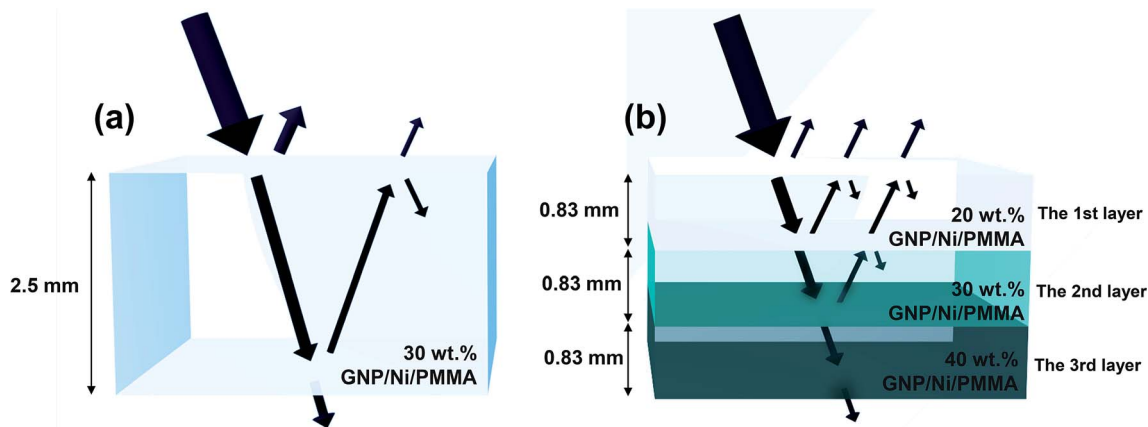 (a)
2.5 mm
30 wt.%
GNP/Ni/PMMA
(b)
0.83 mm
20 wt.%
GNP/Ni/PMMA
The 1st layer
0.83 mm
30 wt.%
GNP/Ni/PMMA
The 2nd layer
0.83 mm
40 wt.%
GNP/Ni/PMMA
The 3rd layer